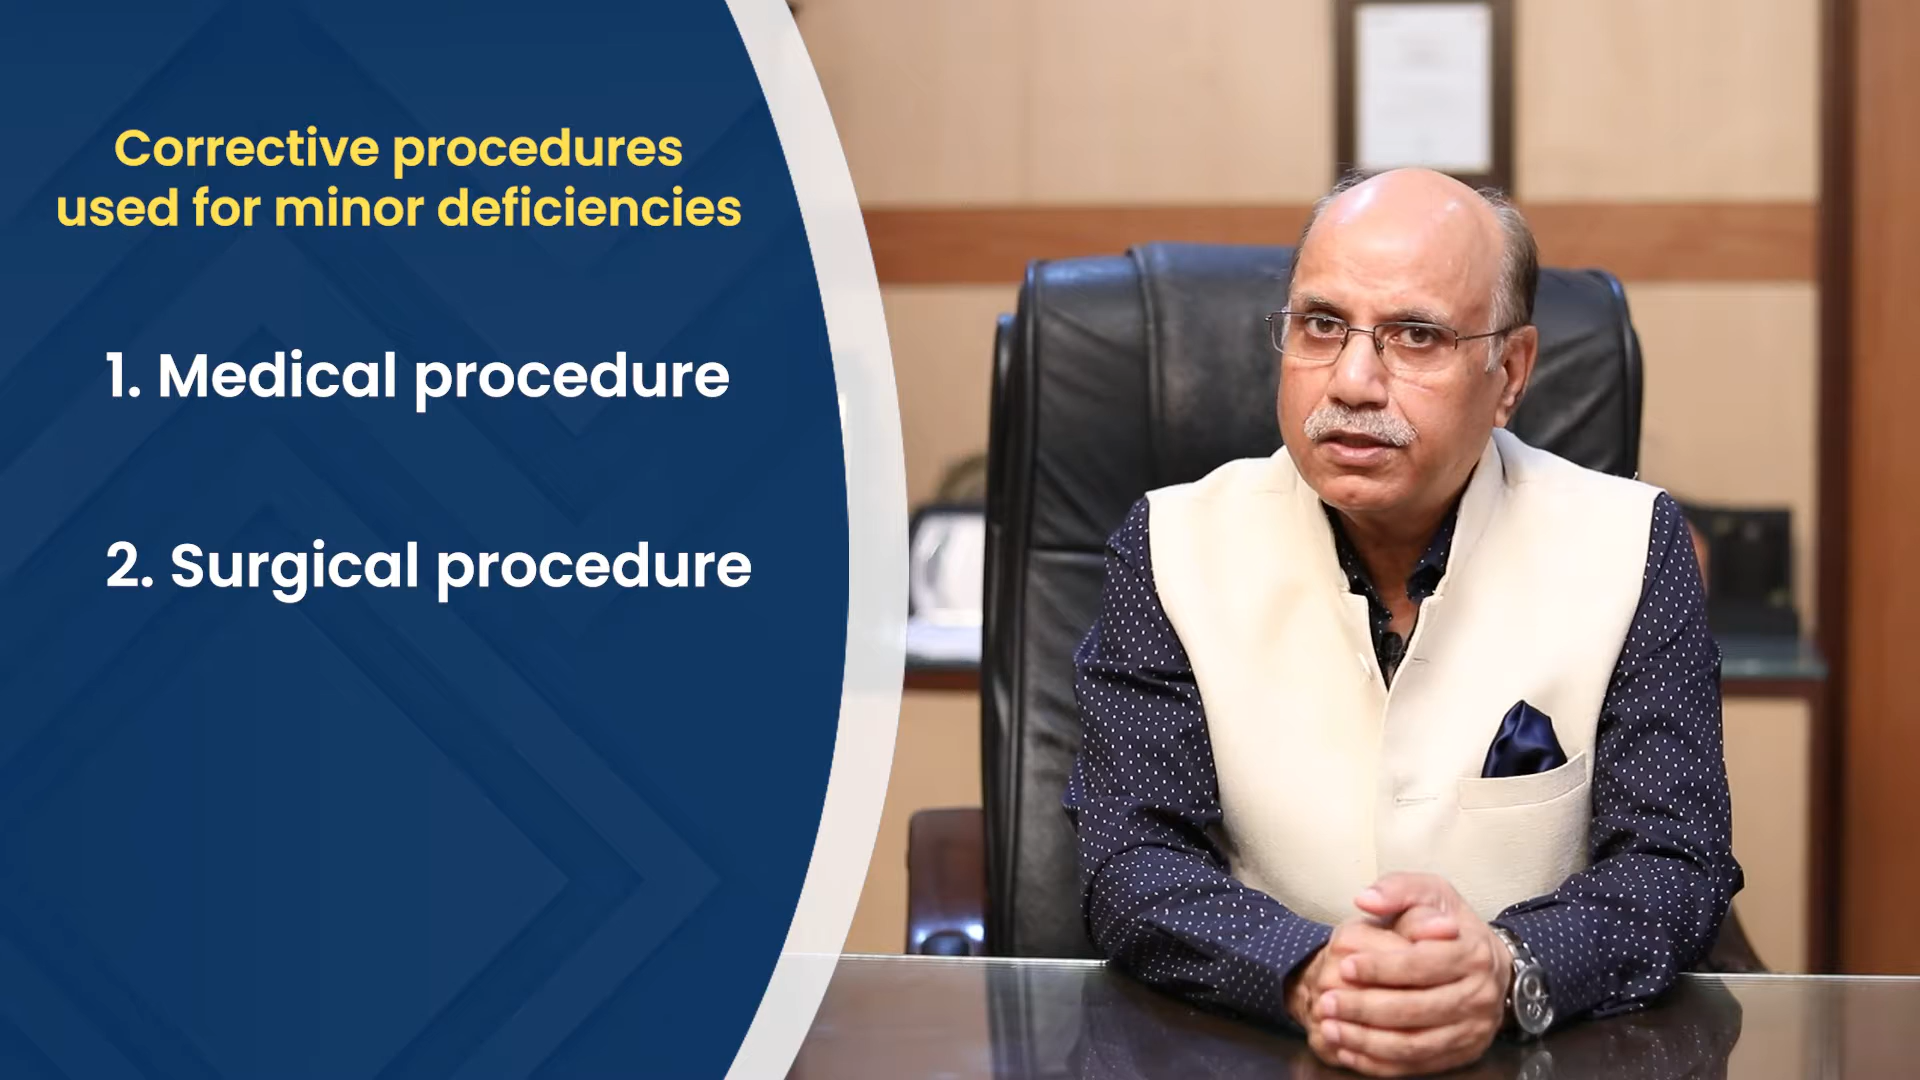 Corrective procedures
used for minor deficiencies
1. Medical procedure
2. Surgical procedure